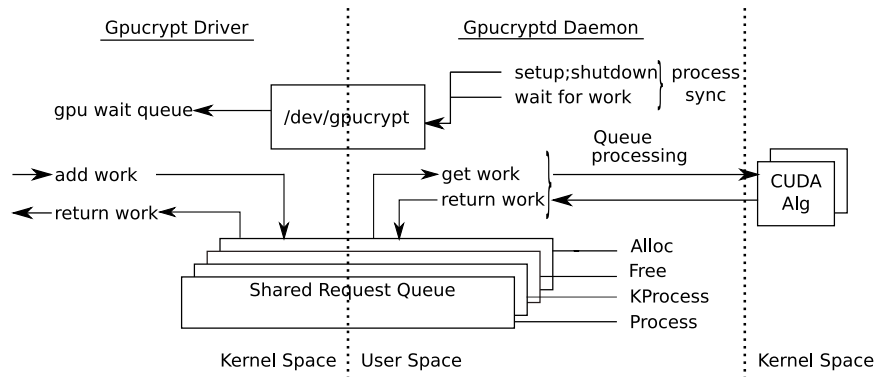 Gpucrypt Driver
Gpucryptd Daemon
setup;shutdown
process
gpu wait queue
/dev/gpucrypt
wait for work
sync
Queue
processing
add work
get work
CUDA
Alg
return work
return work
Alloc
Free
Shared Request Queue
KProcess
Process
Kernel Space
User Space
Kernel Space